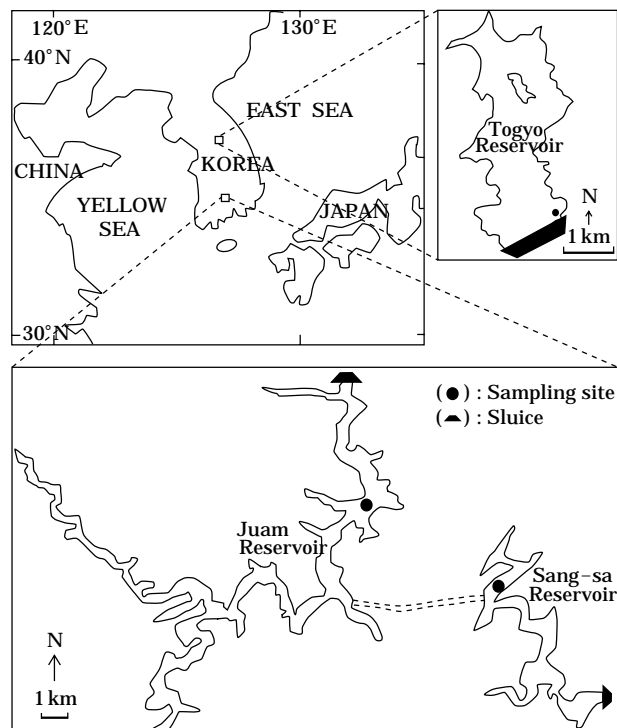 120°E
130°E
40°N
EAST SEA
CHINA
KOREA
YELLOW
SEA
JAPAN
30°N
Togyo
Reservoir
N
1 km
(●) : Sampling site
(▲) : Sluice
Juam
Reservoir
Sang-sa
Reservoir
N
1 km